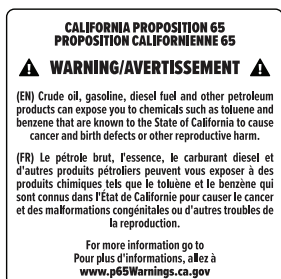 CALIFORNIA PROPOSITION 65
PROPOSITION CALIFORNIENNE 65
WARNING/AVERTISSEMENT
(EN) Crude oil, gasoline, diesel fuel and other petroleum
products can expose you to chemicals such as toluene and
benzene that are known to the State of California to cause
cancer and birth defects or other reproductive harm.
(FR) Le pétrole brut, l'essence, le carburant diesel et
d'autres produits pétroliers peuvent vous exposer à des
produits chimiques tels que le toluène et le benzène qui
sont connus dans l'État de Californie pour causer le cancer
et des malformations congénitales ou d'autres troubles de
la reproduction.
For more information go to
Pour plus d'informations, allez à
www.p65Warnings.ca.gov